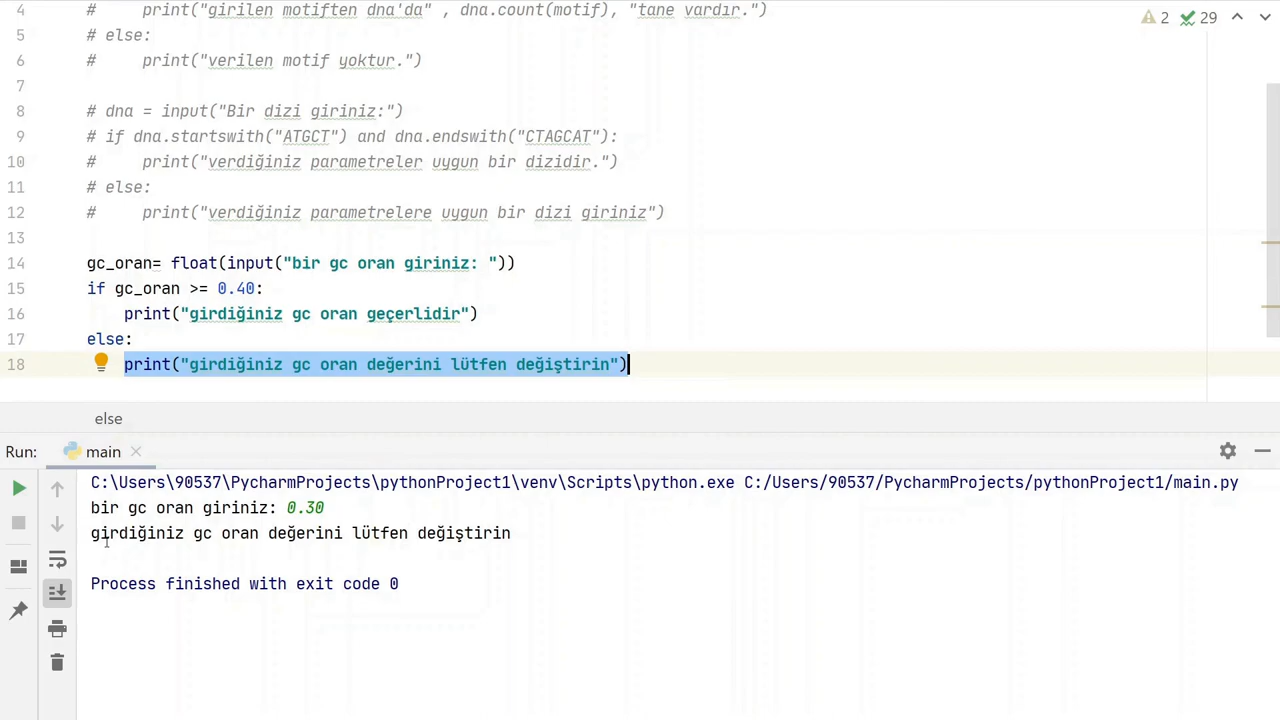 4 #     print("girilen motiften dna'da" , dna.count(motif), "tane vardır.")
2 29
5 # else:
6 #     print("verilen motif yoktur.")
7
8 # dna = input("Bir dizi giriniz:")
9 # if dna.startswith("ATGCT") and dna.endswith("CTAGCAT"):
10 #     print("verdiğiniz parametreler uygun bir dizidir.")
11 # else:
12 #     print("verdiğiniz parametrelere uygun bir dizi giriniz")
13
14 gc_oran= float(input("bir gc oran giriniz: "))
15 if gc_oran >= 0.40:
16     print("girdiğiniz gc oran geçerlidir")
17 else:
18     print("girdiğiniz gc oran değerini lütfen değiştirin")
else
Run: main
C:\Users\90537\PycharmProjects\pythonProject1\venv\Scripts\python.exe C:/Users/90537/PycharmProjects/pythonProject1/main.py
bir gc oran giriniz: 0.30
girdiğiniz gc oran değerini lütfen değiştirin
Process finished with exit code 0